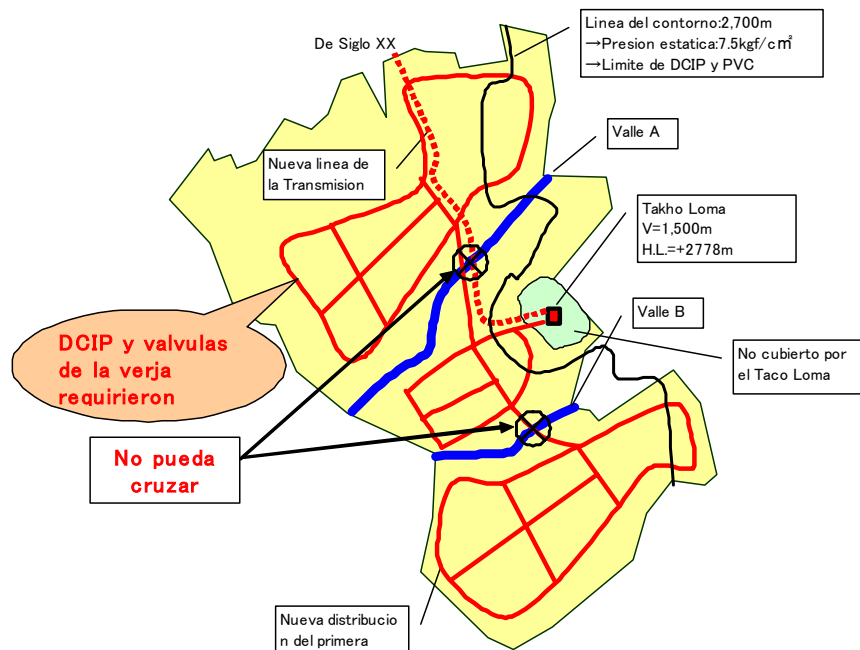 Linea del contorno:2,700m
→Presion estatica:7.5kgf/c㎡
→Limite de DCIP y PVC
De Siglo XX
Valle A
Nueva linea de
la Transmision
Takho Loma
V=1,500m
H.L.=+2778m
Valle B
DCIP y valvulas
de la verja
requirieron
No cubierto por
el Taco Loma
No pueda
cruzar
Nueva distribucio
n del primera